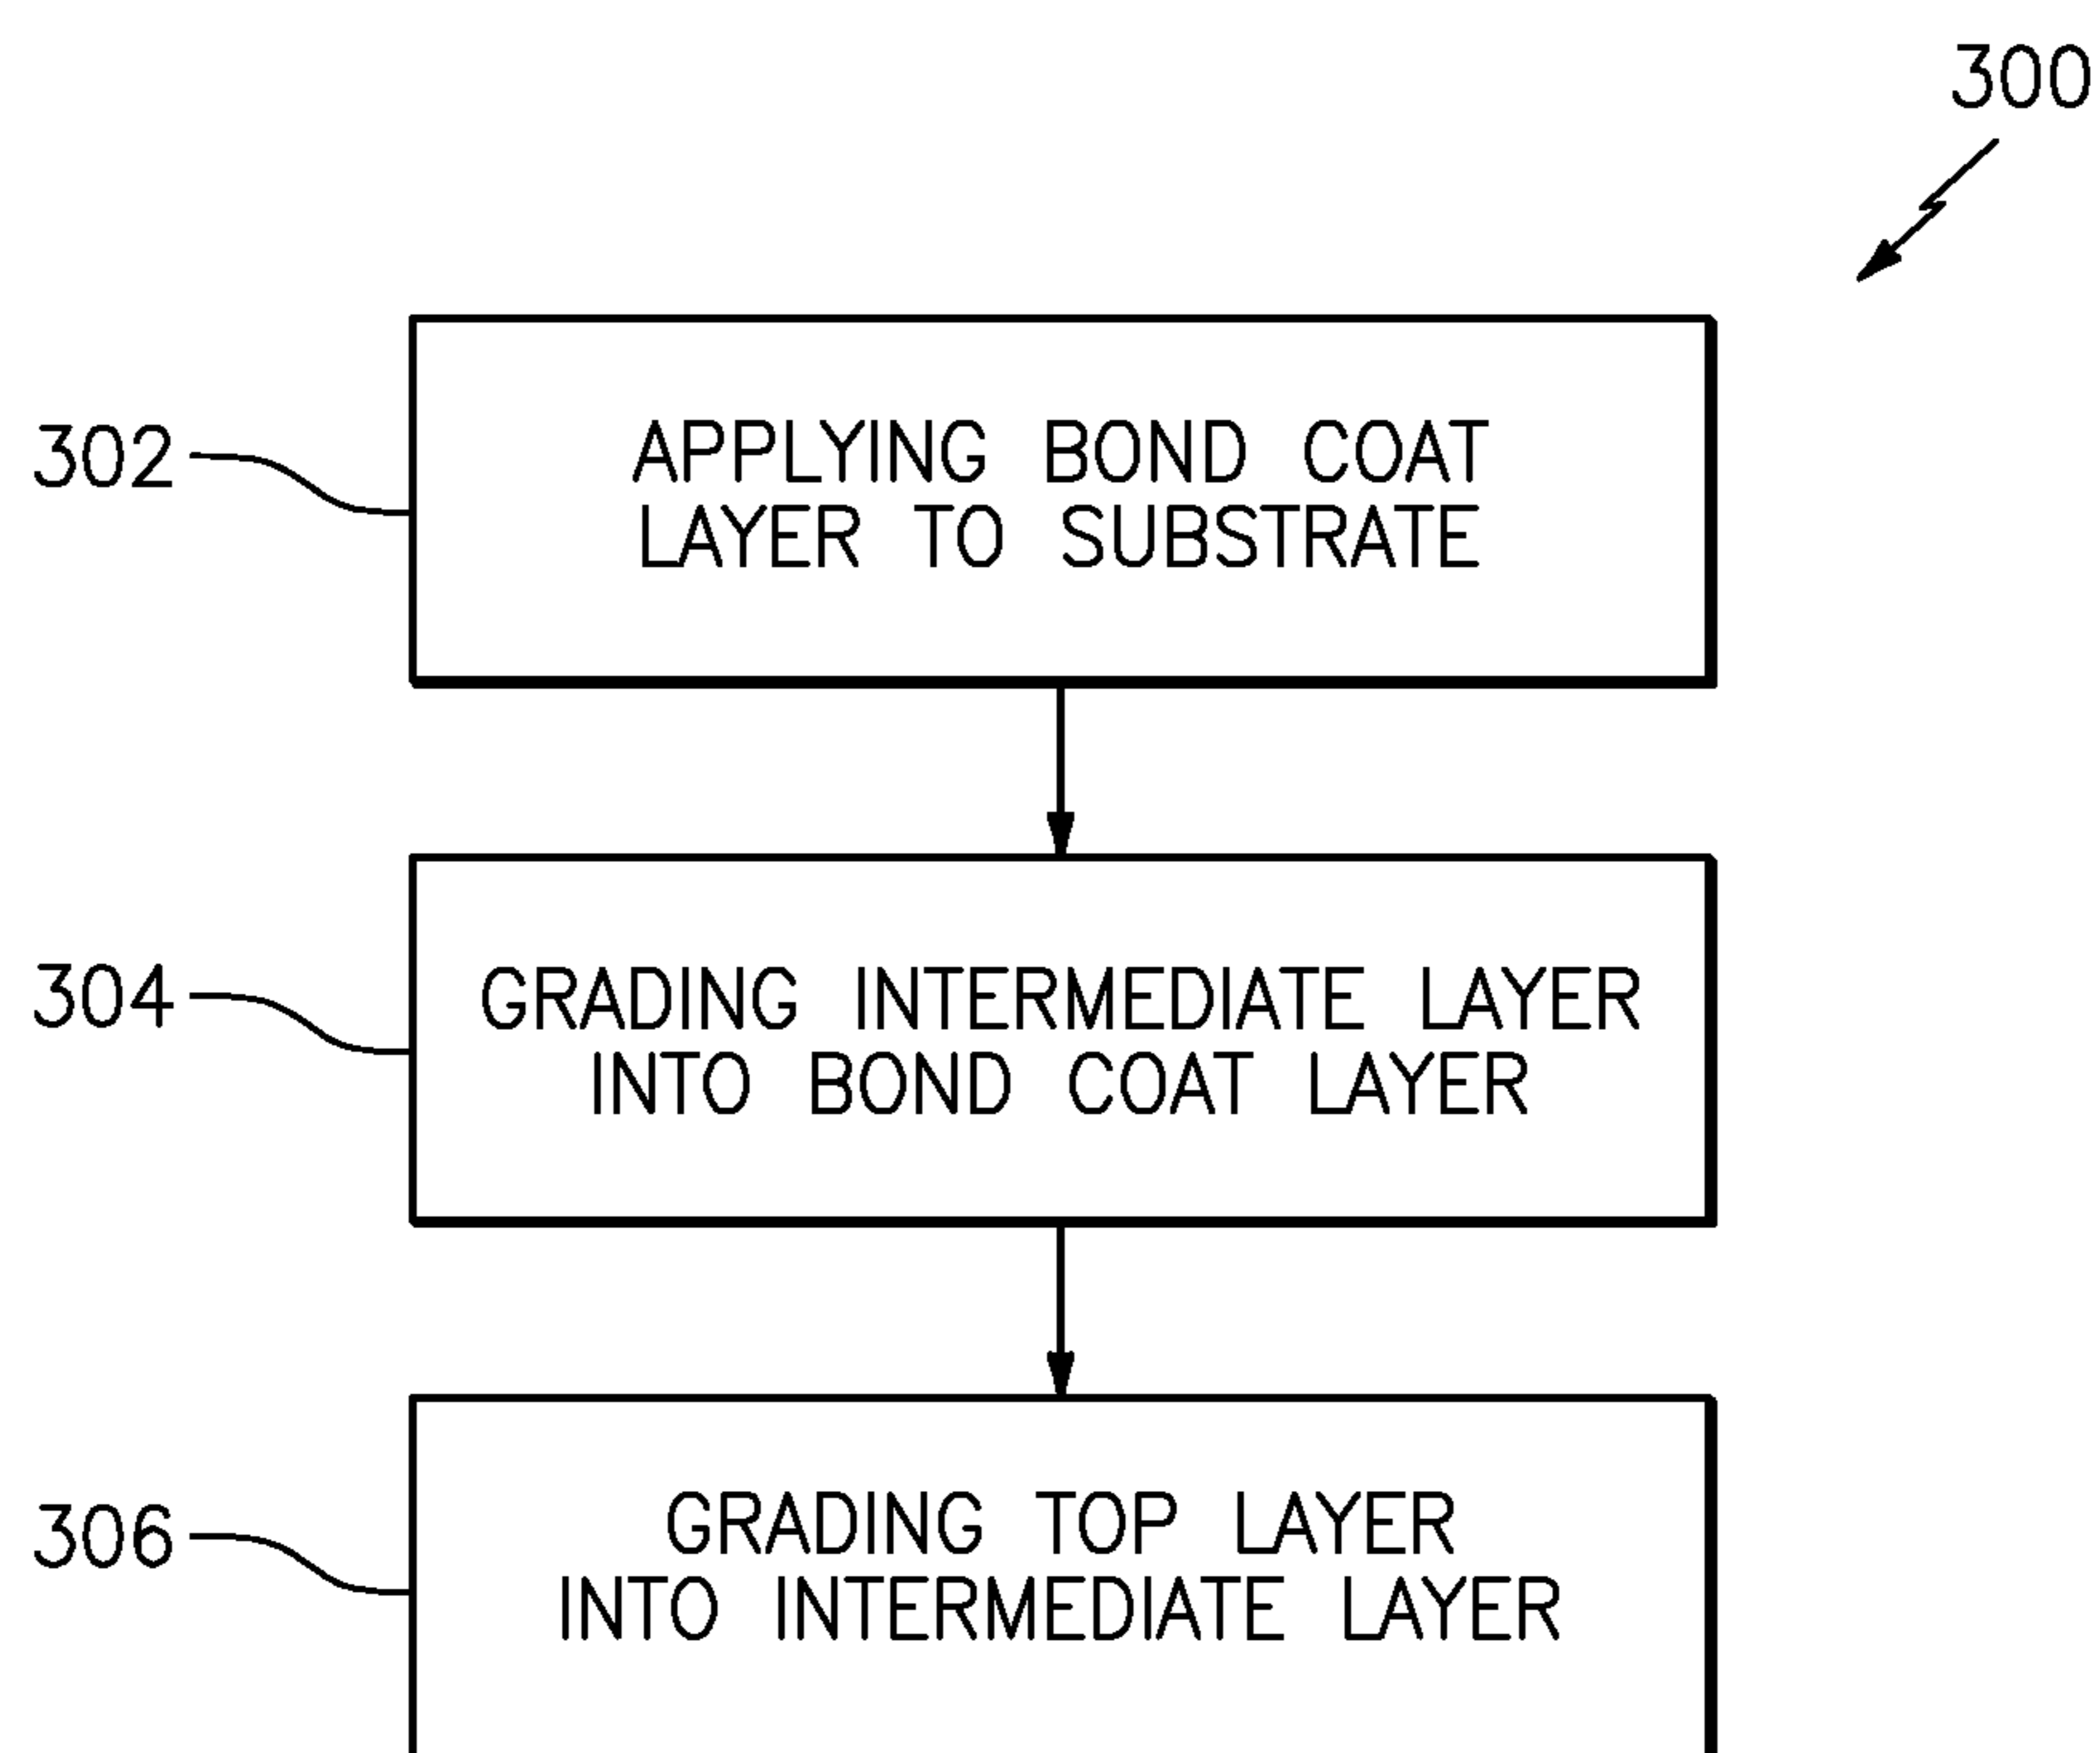 300
302
APPLYING BOND COAT
LAYER TO SUBSTRATE
304
GRADING INTERMEDIATE LAYER
INTO BOND COAT LAYER
306
GRADING TOP LAYER
INTO INTERMEDIATE LAYER